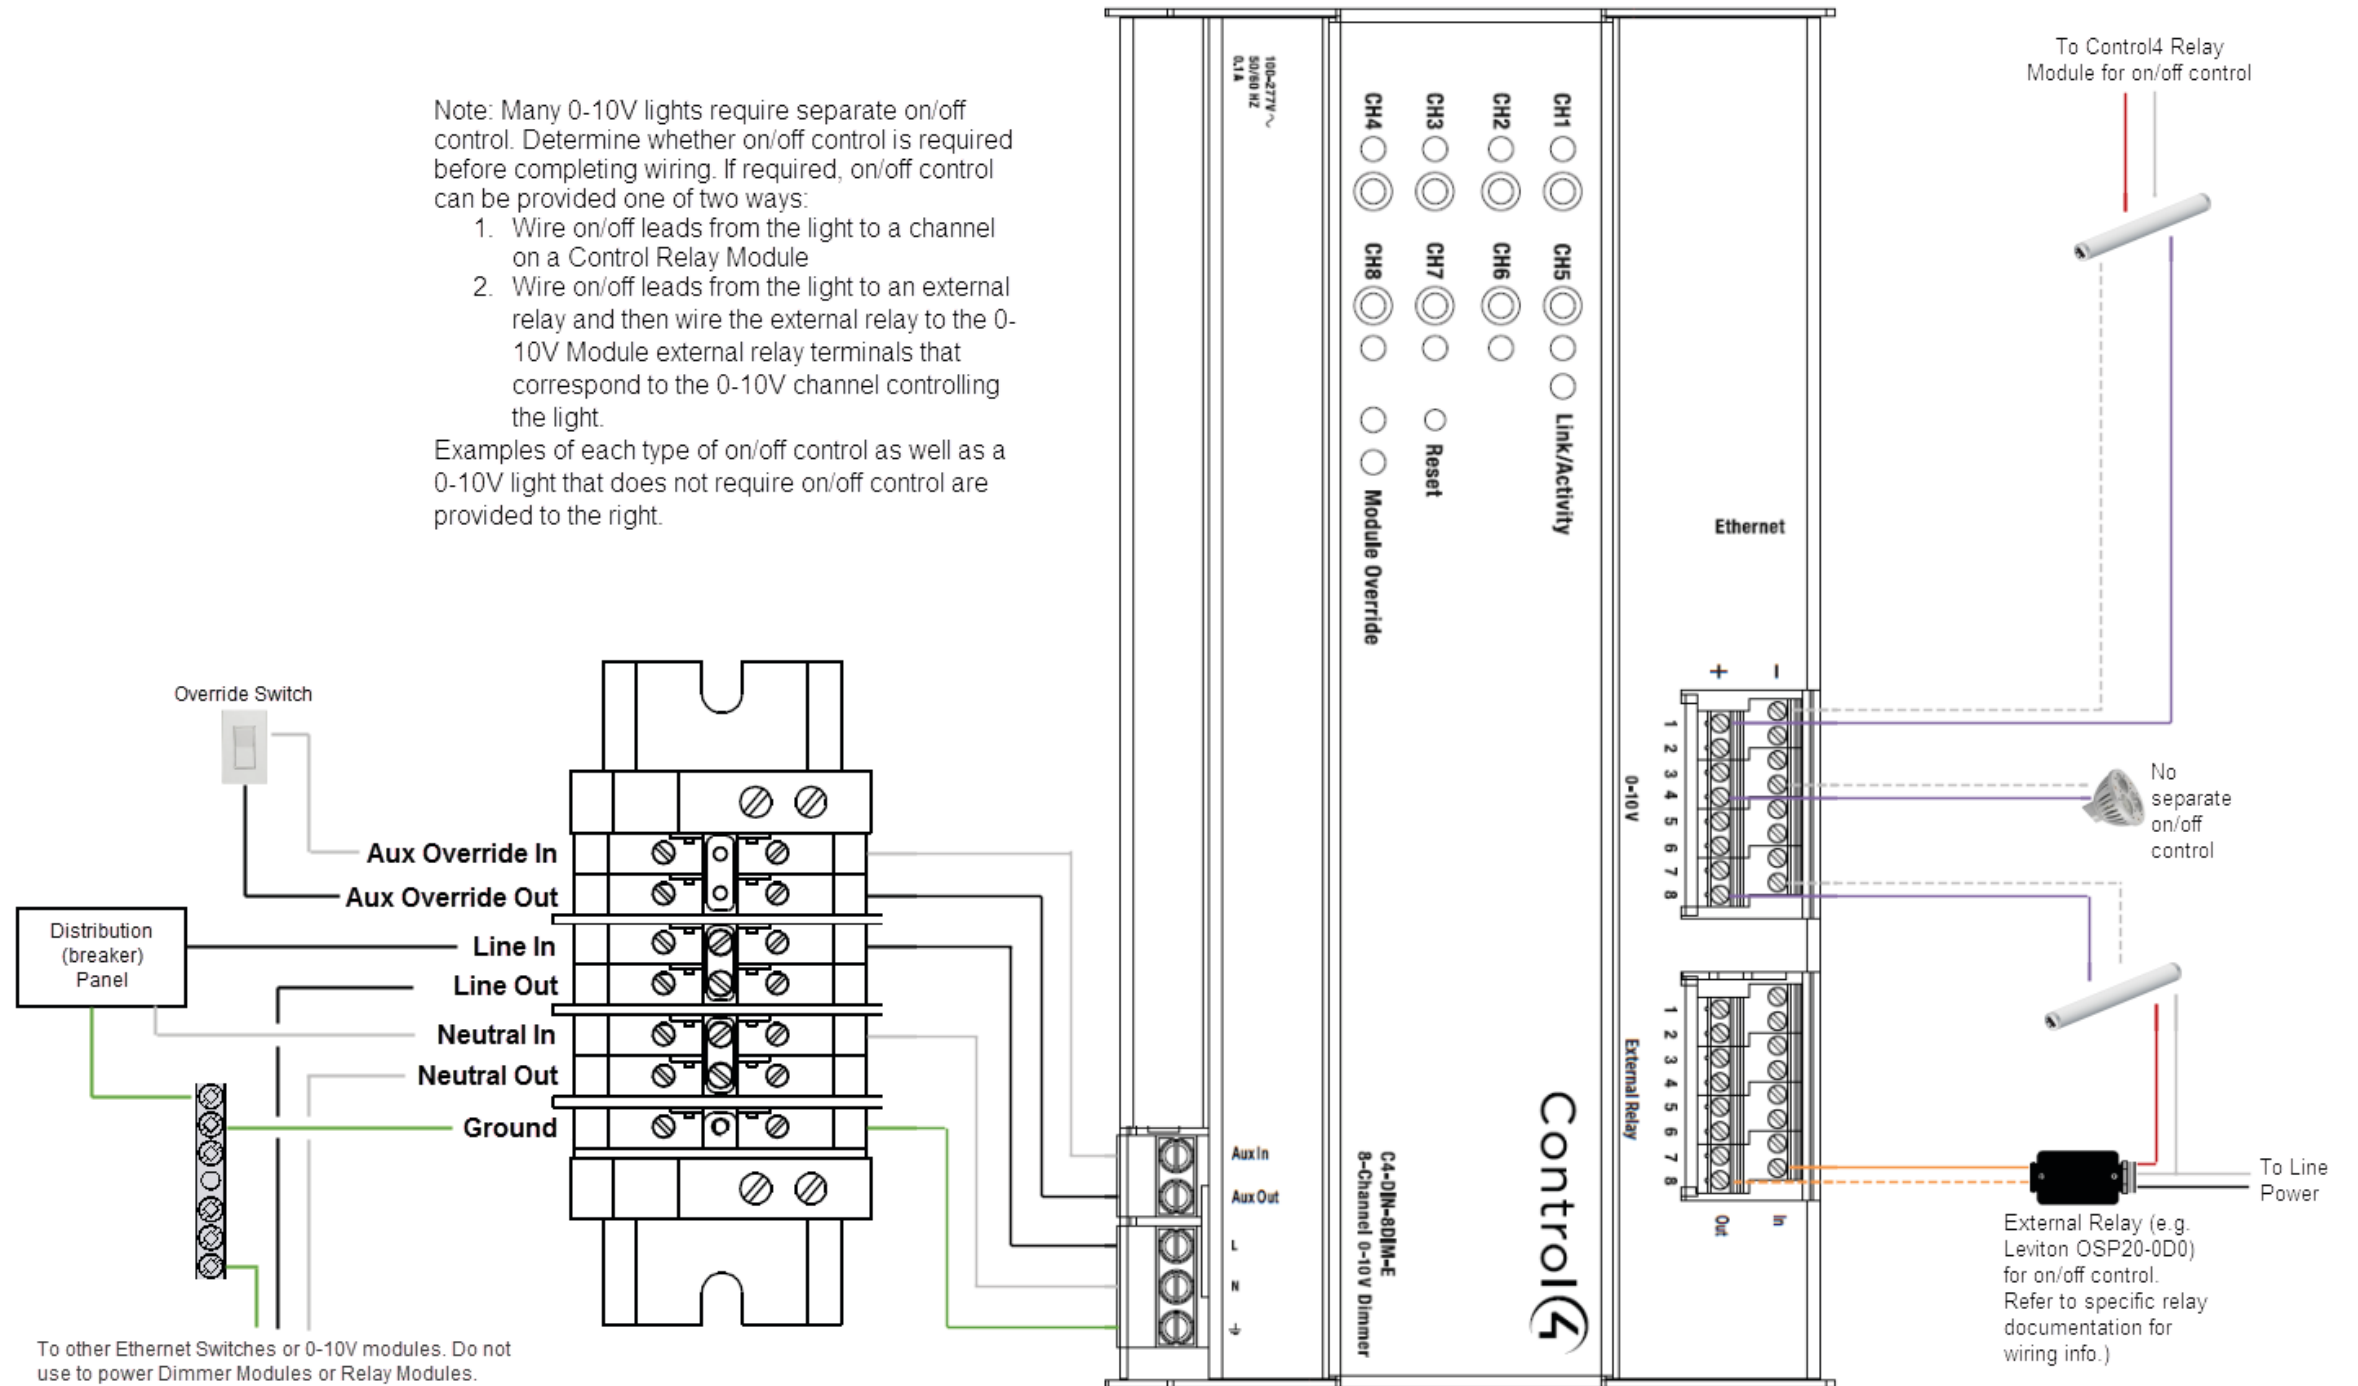 Note: Many 0-10V lights require separate on/off
control. Determine whether on/off control is required
before completing wiring. If required, on/off control
can be provided one of two ways:
1. Wire on/off leads from the light to a channel
on a Control Relay Module
2. Wire on/off leads from the light to an external
relay and then wire the external relay to the 0-
10V Module external relay terminals that
correspond to the 0-10V channel controlling
the light.
Examples of each type of on/off control as well as a
0-10V light that does not require on/off control are
provided to the right.
Override Switch
Aux Override In
Aux Override Out
Distribution
(breaker)
Panel
Line In
Line Out
Neutral In
Neutral Out
Ground
To other Ethernet Switches or 0-10V modules. Do not
use to power Dimmer Modules or Relay Modules.
100-277V~
50/60 HZ
0.1A
Aux In
Aux Out
L
N
CH4
CH3
CH2
CH1
CH8
CH7
CH6
CH5
Link/Activity
Reset
Module Override
C4-DIN-8DIM-E
8-Channel 0-10V Dimmer
Control4
Ethernet
+ -
0-10V
1
2
3
4
5
6
7
8
External Relay
1
2
3
4
5
6
7
8
Out
In
To Control4 Relay
Module for on/off control
No
separate
on/off
control
To Line
Power
External Relay (e.g.
Leviton OSP20-0D0)
for on/off control.
Refer to specific relay
documentation for
wiring info.)